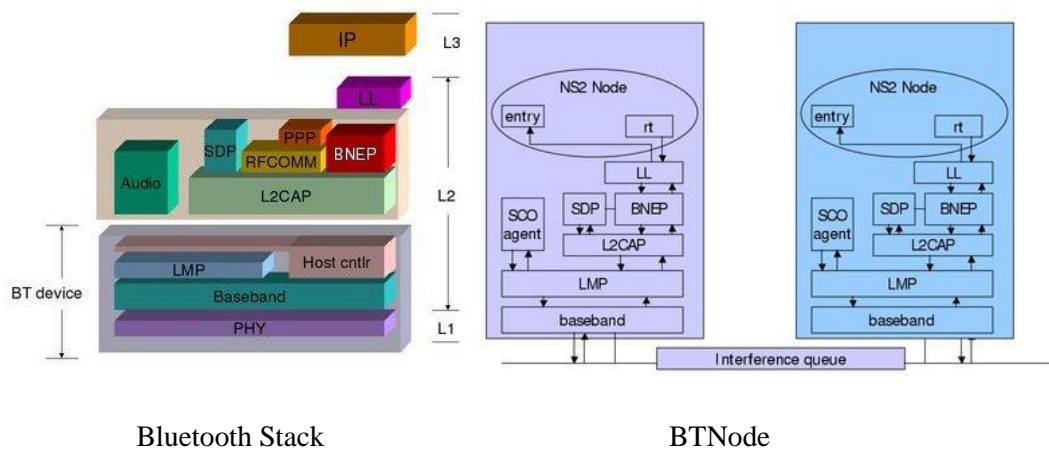 IP
L3
LL
SDP
PPP
RFCOMM
BNEP
Audio
L2CAP
L2
LMP
Host cntlr
BT device
Baseband
PHY
L1
NS2 Node
entry
rt
LL
SCO
agent
SDP
BNEP
L2CAP
LMP
baseband
NS2 Node
entry
rt
LL
SCO
agent
SDP
BNEP
L2CAP
LMP
baseband
Interference queue
Bluetooth Stack
BTNode